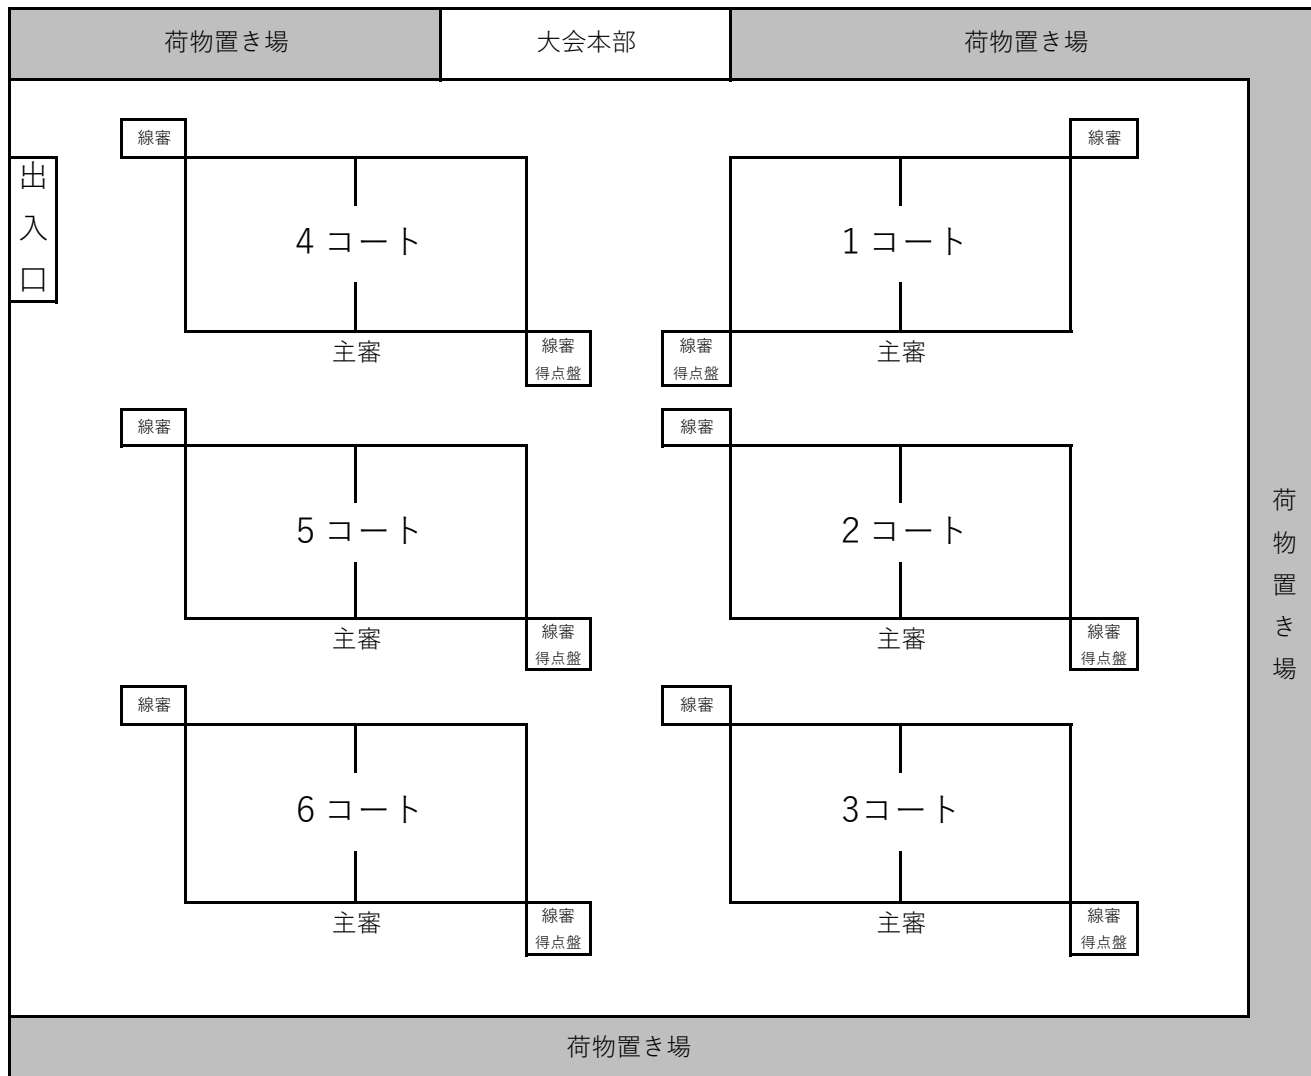 荷物置き場
大会本部
荷物置き場
線審
線審
出入口
4 コート
1 コート
主審
線審
得点盤
線審
得点盤
主審
線審
線審
5 コート
2 コート
荷物置き場
主審
線審
得点盤
主審
線審
得点盤
線審
線審
6 コート
3コート
主審
線審
得点盤
主審
線審
得点盤
荷物置き場